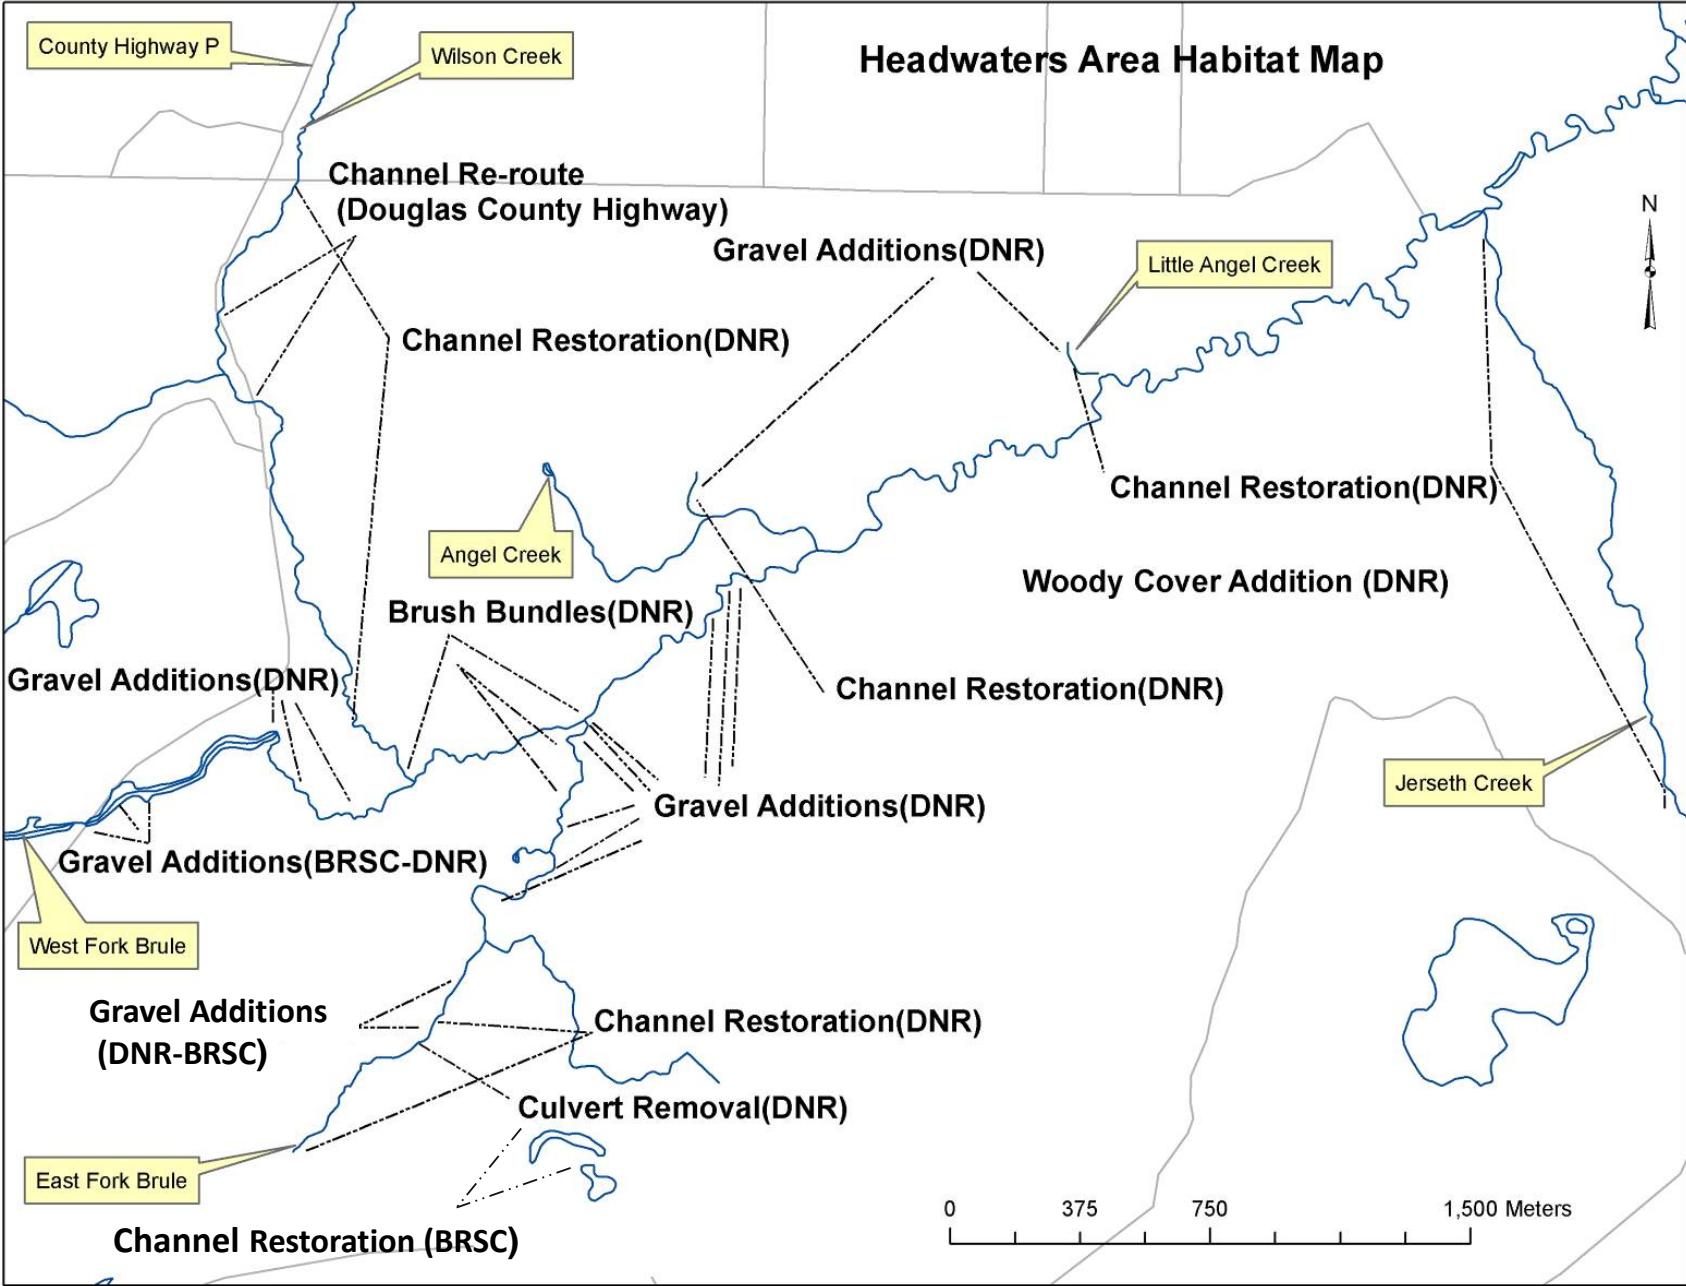 Headwaters Area Habitat Map
County Highway P
Wilson Creek
Channel Re-route
(Douglas County Highway)
N
Gravel Additions(DNR)
Little Angel Creek
Channel Restoration(DNR)
Channel Restoration(DNR)
Angel Creek
Woody Cover Addition (DNR)
Brush Bundles(DNR)
Gravel Additions(DNR)
Channel Restoration(DNR)
Jerseth Creek
Gravel Additions(DNR)
Gravel Additions(BRSC-DNR)
West Fork Brule
Gravel Additions
(DNR-BRSC)
Channel Restoration(DNR)
Culvert Removal(DNR)
East Fork Brule
Channel Restoration (BRSC)
0 375 750 1,500 Meters